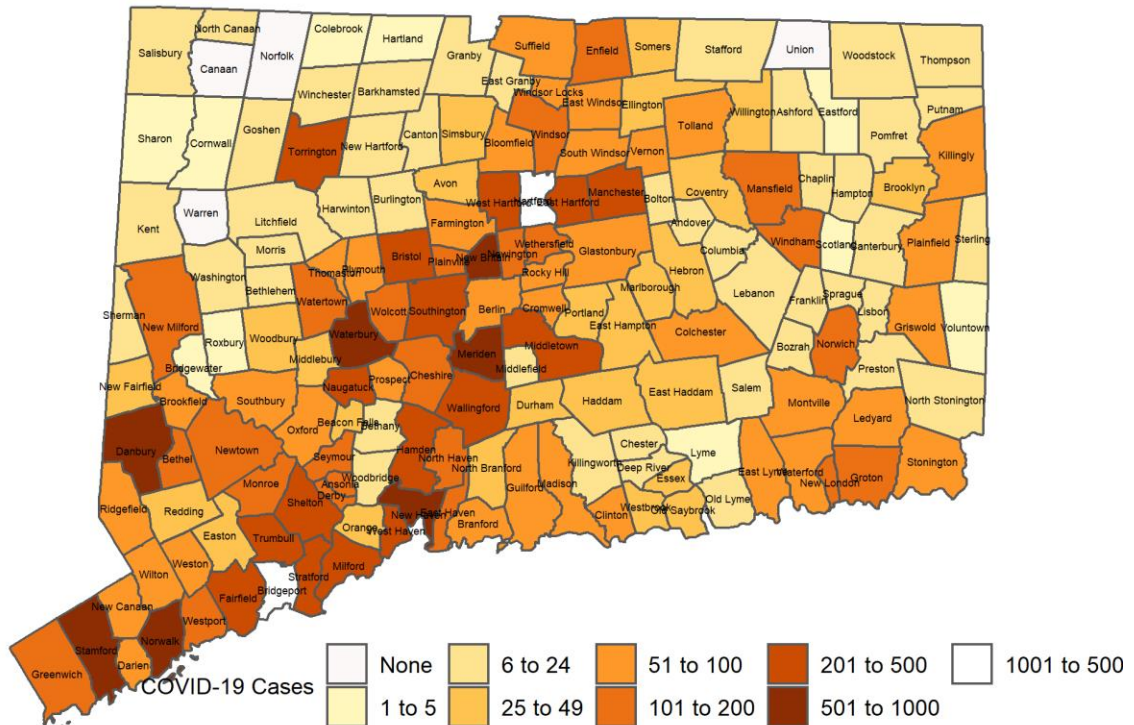 North Canaan
Colebrook
Hartland
Salisbury
Norfolk
Canaan
Granby
Suffield
Enfield
Somers
Stafford
Union
Woodstock
Thompson
East Granby
Windsor Locks
Winchester
Barkhamsted
East Windsor
Ellington
Willington
Ashford
Eastford
Putnam
Sharon
Cornwall
Goshen
Torrington
New Hartford
Canton
Simsbury
Bloomfield
Windsor
South Windsor
Vernon
Tolland
Pomfret
Killingly
Avon
West Hartford
Hartford
East Hartford
Manchester
Bolton
Coventry
Mansfield
Chaplin
Hampton
Brooklyn
Kent
Warren
Litchfield
Harwinton
Burlington
Farmington
Andover
Windham
Scotland
Canterbury
Plainfield
Sterling
Morris
Bristol
Plainville
New Britain
Newington
Wethersfield
Glastonbury
Columbia
Washington
Bethlehem
Thomaston
Plymouth
Watertown
Rocky Hill
Hebron
Marlborough
Lebanon
Franklin
Sprague
Lisbon
Griswold
Voluntown
Sherman
New Milford
Roxbury
Woodbury
Waterbury
Wolcott
Southington
Berlin
Cromwell
Portland
East Hampton
Colchester
Bozrah
Norwich
Preston
Bridgewater
Middlebury
Meriden
Middletown
Middlefield
New Fairfield
Brookfield
Southbury
Naugatuck
Prospect
Cheshire
Wallingford
Durham
Haddam
East Haddam
Salem
Montville
Ledyard
North Stonington
Danbury
Bethel
Newtown
Oxford
Beacon Falls
Bethany
Hamden
North Haven
North Branford
Killingworth
Chester
Deep River
Essex
Lyme
East Lyme
Waterford
New London
Groton
Stonington
Seymour
Woodbridge
Guilford
Madison
Clinton
Westbrook
Old Saybrook
Old Lyme
Ridgefield
Redding
Monroe
Ansonia
Derby
Shelton
New Haven
East Haven
Branford
Easton
Orange
West Haven
Trumbull
Milford
Stratford
Wilton
Weston
Bridgeport
Fairfield
New Canaan
Westport
Norwalk
Stamford
Darien
Greenwich
COVID-19 Cases
None
6 to 24
51 to 100
201 to 500
1001 to 500
1 to 5
25 to 49
101 to 200
501 to 1000